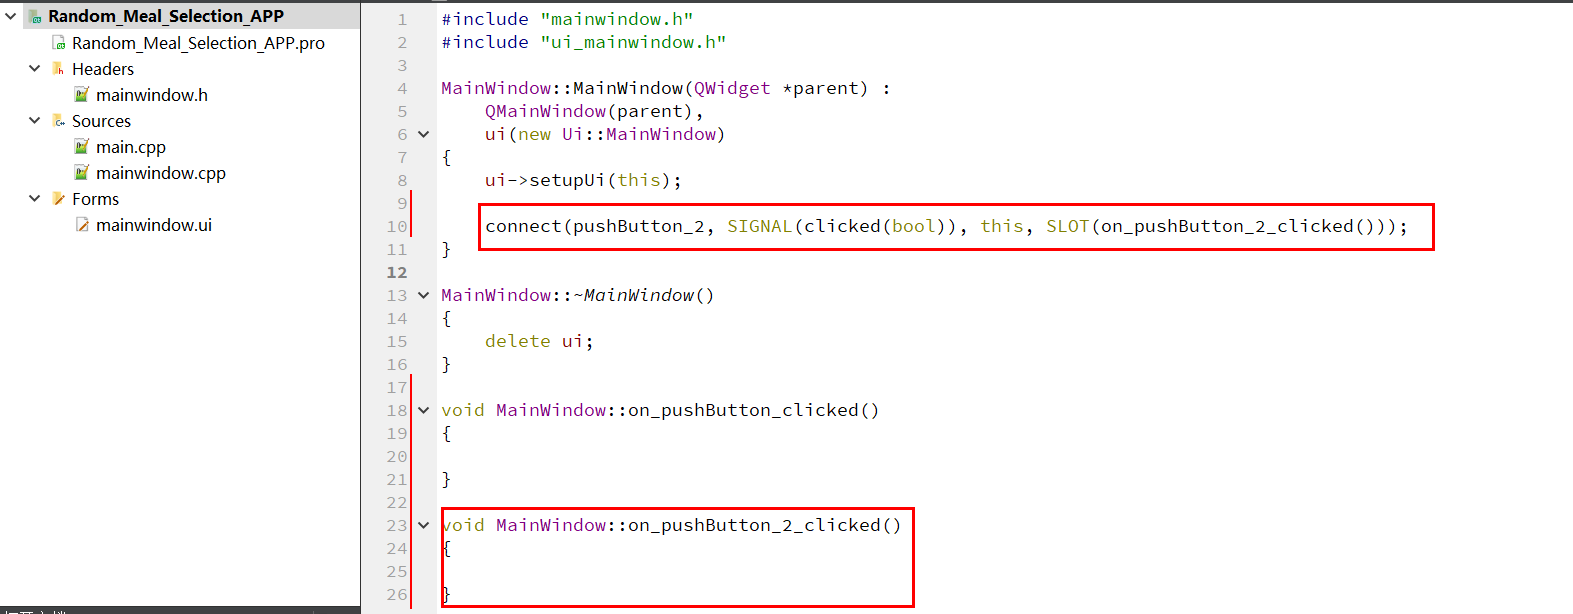 Random_Meal_Selection_APP
Random_Meal_Selection_APP.pro
Headers
mainwindow.h
Sources
main.cpp
mainwindow.cpp
Forms
mainwindow.ui
1 #include "mainwindow.h"
2 #include "ui_mainwindow.h"
3
4 MainWindow::MainWindow(QWidget *parent) :
5 QMainWindow(parent),
6 ui(new Ui::MainWindow)
7 {
8 ui->setupUi(this);
9
10 connect(pushButton_2, SIGNAL(clicked(bool)), this, SLOT(on_pushButton_2_clicked()));
11 }
12
13 MainWindow::~MainWindow()
14 {
15 delete ui;
16 }
17
18 void MainWindow::on_pushButton_clicked()
19 {
20
21 }
22
23 void MainWindow::on_pushButton_2_clicked()
24 {
25
26 }